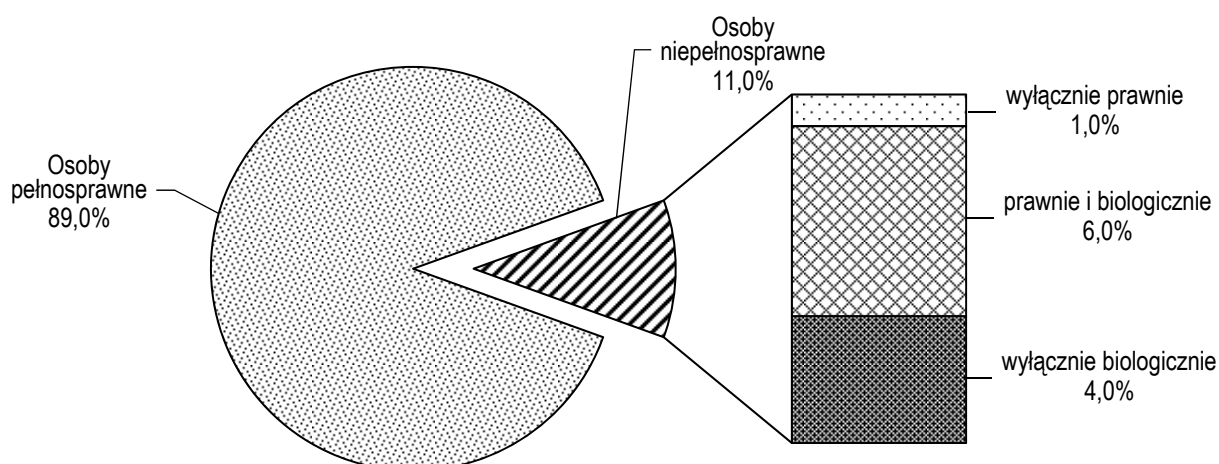 Osoby
niepełnosprawne
11,0%
Osoby
pełnosprawne
89,0%
wyłącznie prawnie
1,0%
prawnie i biologicznie
6,0%
wyłącznie biologicznie
4,0%